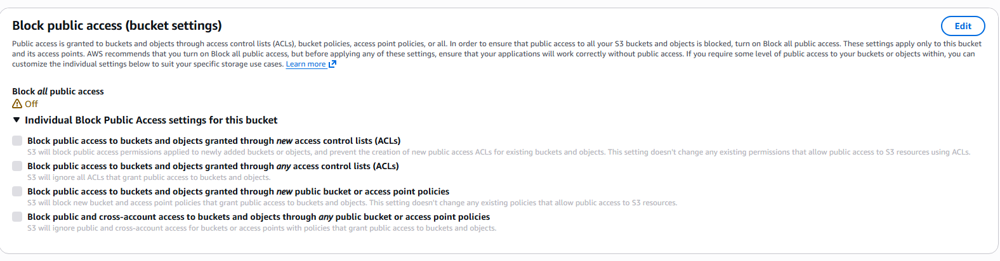 Block public access (bucket settings)
Edit
Public access is granted to buckets and objects through access control lists (ACLs), bucket policies, access point policies, or all. In order to ensure that public access to all your S3 buckets and objects is blocked, turn on Block all public access. These settings apply only to this bucket
and its access points. AWS recommends that you turn on Block all public access, but before applying any of these settings, ensure that your applications will work correctly without public access. If you require some level of public access to your buckets or objects within, you can
customize the individual settings below to suit your specific storage use cases. Learn more
Block all public access
Off
Individual Block Public Access settings for this bucket
Block public access to buckets and objects granted through new access control lists (ACLs)
S3 will block public access permissions applied to newly added buckets or objects, and prevent the creation of new public access ACLs for existing buckets and objects. This setting doesn't change any existing permissions that allow public access to S3 resources using ACLs.
Block public access to buckets and objects granted through any access control lists (ACLs)
S3 will ignore all ACLs that grant public access to buckets and objects.
Block public access to buckets and objects granted through new public bucket or access point policies
S3 will block new bucket and access point policies that grant public access to buckets and objects. This setting doesn't change any existing policies that allow public access to S3 resources.
Block public and cross-account access to buckets and objects through any public bucket or access point policies
S3 will ignore public and cross-account access for buckets or access points with policies that grant public access to buckets and objects.